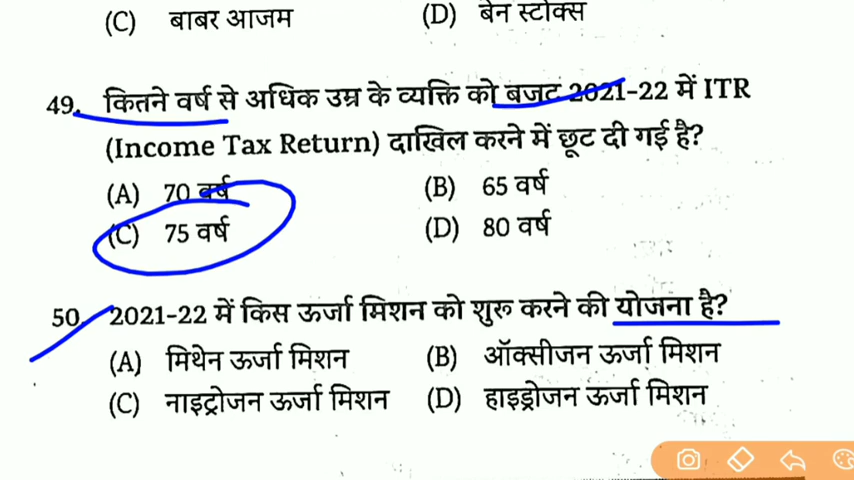 (C) बाबर आजम (D) बेन स्टोक्स
49. कितने वर्ष से अधिक उम्र के व्यक्ति को बजट 2021-22 में ITR
(Income Tax Return) दाखिल करने में छूट दी गई है?
(A) 70 वर्ष (B) 65 वर्ष
(C) 75 वर्ष (D) 80 वर्ष
50. 2021-22 में किस ऊर्जा मिशन को शुरू करने की योजना है?
(A) मिथेन ऊर्जा मिशन (B) ऑक्सीजन ऊर्जा मिशन
(C) नाइट्रोजन ऊर्जा मिशन (D) हाइड्रोजन ऊर्जा मिशन